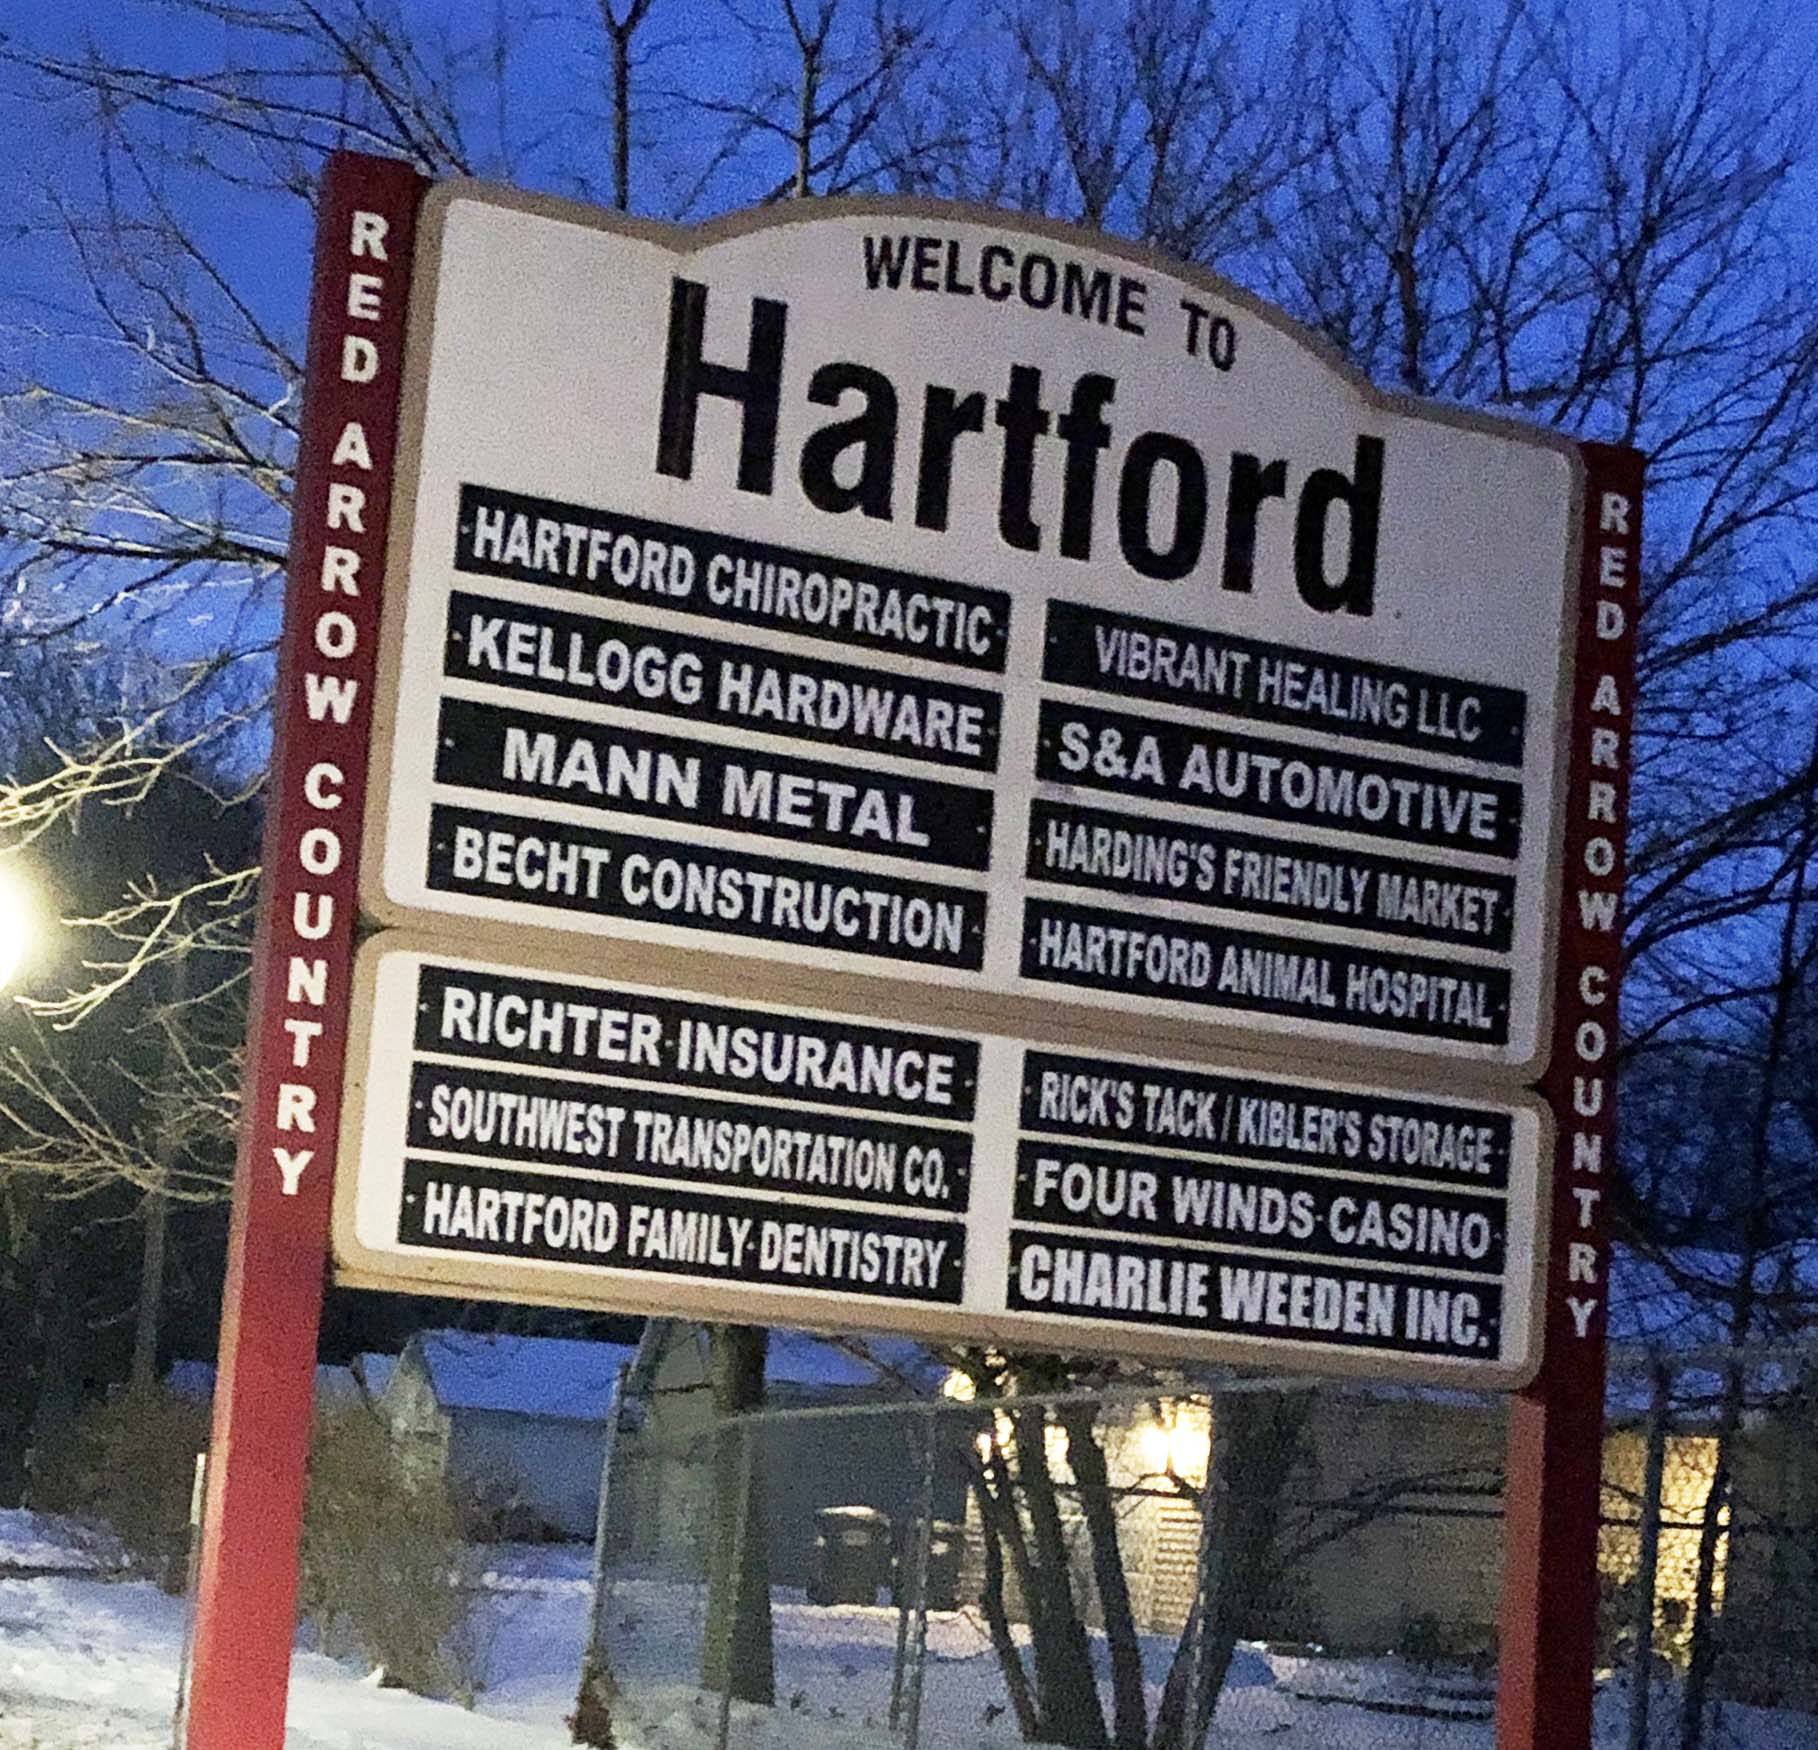 WELCOME TO
Hartford
HARTFORD CHIROPRACTIC
KELLOGG HARDWARE
MANN METAL
BECHT CONSTRUCTION
VIBRANT HEALING LLC
S&A AUTOMOTIVE
HARDING'S FRIENDLY MARKET
HARTFORD ANIMAL HOSPITAL
RICHTER INSURANCE
SOUTHWEST TRANSPORTATION CO.
HARTFORD FAMILY DENTISTRY
RICK'S TACK / KIBLER'S STORAGE
FOUR WINDS CASINO
CHARLIE WEEDEN INC.
RED ARROW COUNTRY
RED ARROW COUNTRY